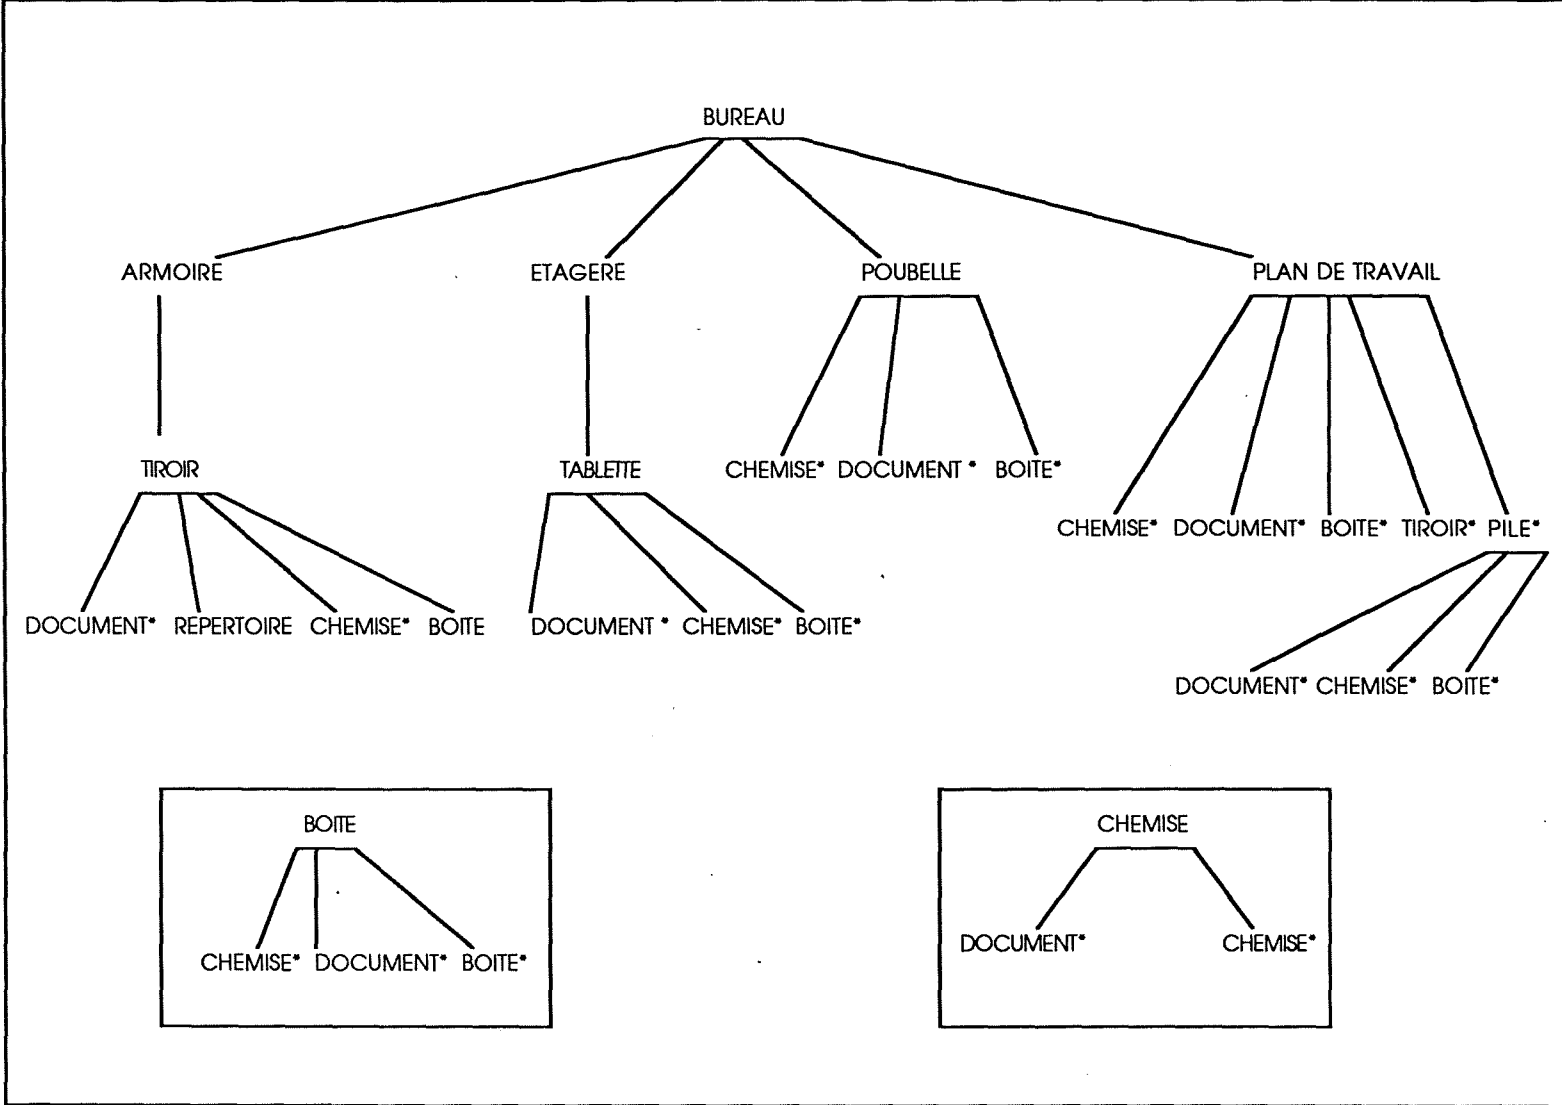 BUREAU
ARMOIRE ETAGERE POUBELLE PLAN DE TRAVAIL
TIROIR TABLETTE CHEMISE* DOCUMENT * BOITE*
CHEMISE* DOCUMENT* BOITE* TIROIR* PILE*
DOCUMENT* REPERTOIRE CHEMISE* BOITE DOCUMENT * CHEMISE* BOITE*
DOCUMENT* CHEMISE* BOITE*
BOITE
CHEMISE* DOCUMENT* BOITE*
CHEMISE
DOCUMENT* CHEMISE*